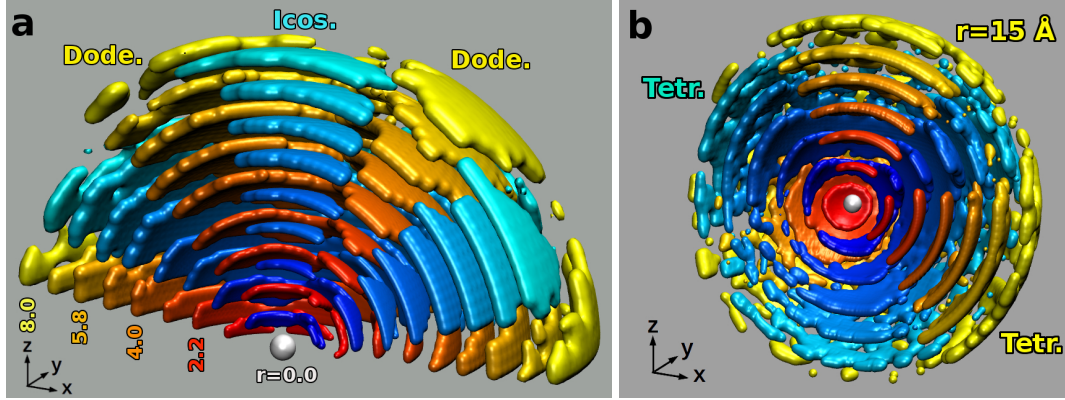 a
Icos.
Dode.
Dode.
8.0
5.8
4.0
2.2
r=0.0
z
y
x
b
r=15 Å
Tetr.
Tetr.
z
y
x